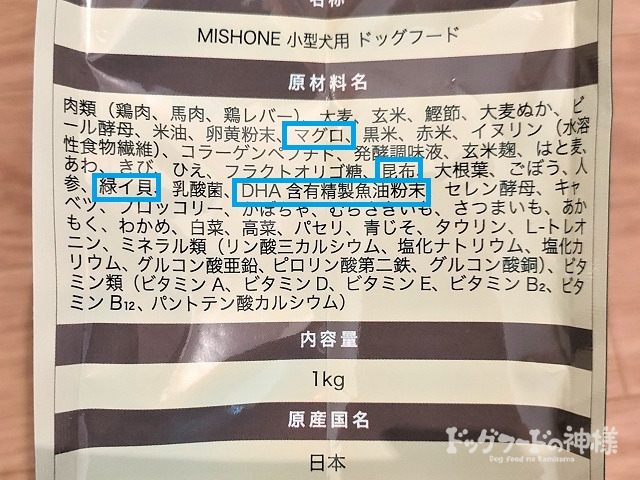 名称
MISHONE 小型犬用 ドッグフード
原材料名
肉類（鶏肉、馬肉、鶏レバー）、大麦、玄米、鰹節、大麦ぬか、ビ
ール酵母、米油、卵黄粉末、マグロ、黒米、赤米、イヌリン（水溶
性食物繊維）、コラーゲンペプチド、発酵調味液、玄米麹、はと麦、
あわ、きび、ひえ、フラクトオリゴ糖、昆布、大根葉、ごぼう、人
参、緑イ貝、乳酸菌、DHA 含有精製魚油粉末、セレン酵母、キャ
ベツ、ブロッコリー、かぼちゃ、むらさきいも、さつまいも、あか
もく、わかめ、白菜、高菜、パセリ、青じそ、タウリン、L-トレオ
ニン、ミネラル類（リン酸三カルシウム、塩化ナトリウム、塩化カ
リウム、グルコン酸亜鉛、ピロリン酸第二鉄、グルコン酸銅）、ビタ
ミン類（ビタミン A、ビタミン D、ビタミン E、ビタミン B₂、ビタ
ミン B₁₂、パントテン酸カルシウム）
内容量
1kg
原産国名
日本
ドッグフードの神様
Dog Food no Kamisama